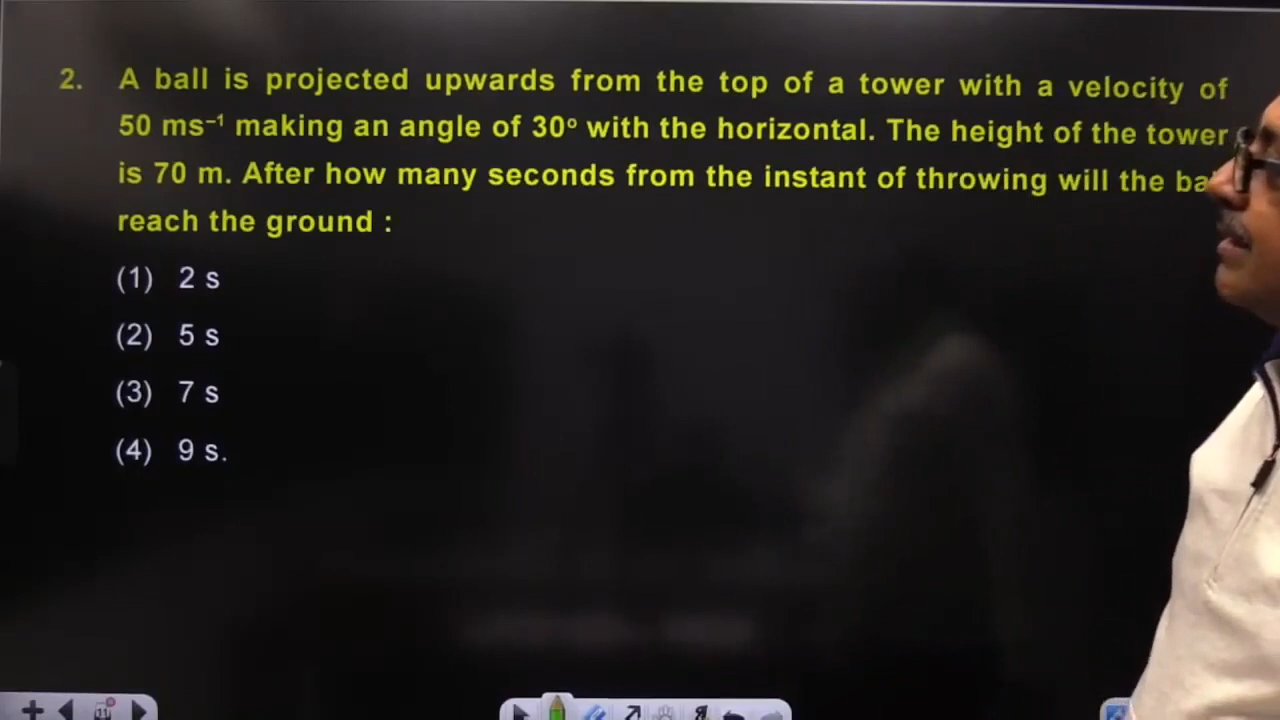 2. A ball is projected upwards from the top of a tower with a velocity of
50 ms⁻¹ making an angle of 30º with the horizontal. The height of the tower
is 70 m. After how many seconds from the instant of throwing will the
reach the ground :
(1) 2 s
(2) 5 s
(3) 7 s
(4) 9 s.
11